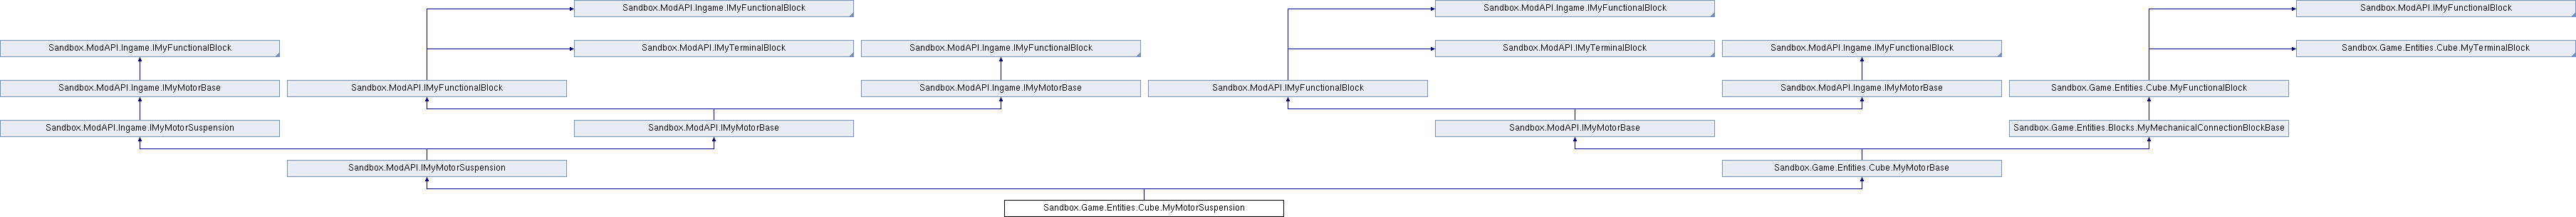 Sandbox.ModAPI.Ingame.IMyFunctionalBlock
Sandbox.ModAPI.Ingame.IMyFunctionalBlock
Sandbox.ModAPI.IMyFunctionalBlock
Sandbox.ModAPI.Ingame.IMyFunctionalBlock
Sandbox.ModAPI.IMyTerminalBlock
Sandbox.ModAPI.Ingame.IMyFunctionalBlock
Sandbox.ModAPI.IMyTerminalBlock
Sandbox.ModAPI.Ingame.IMyFunctionalBlock
Sandbox.Game.Entities.Cube.MyTerminalBlock
Sandbox.ModAPI.Ingame.IMyMotorBase
Sandbox.ModAPI.IMyFunctionalBlock
Sandbox.ModAPI.Ingame.IMyMotorBase
Sandbox.ModAPI.IMyFunctionalBlock
Sandbox.ModAPI.Ingame.IMyMotorBase
Sandbox.Game.Entities.Cube.MyFunctionalBlock
Sandbox.ModAPI.Ingame.IMyMotorSuspension
Sandbox.ModAPI.IMyMotorBase
Sandbox.ModAPI.IMyMotorBase
Sandbox.Game.Entities.Blocks.MyMechanicalConnectionBlockBase
Sandbox.ModAPI.IMyMotorSuspension
Sandbox.Game.Entities.Cube.MyMotorBase
Sandbox.Game.Entities.Cube.MyMotorSuspension